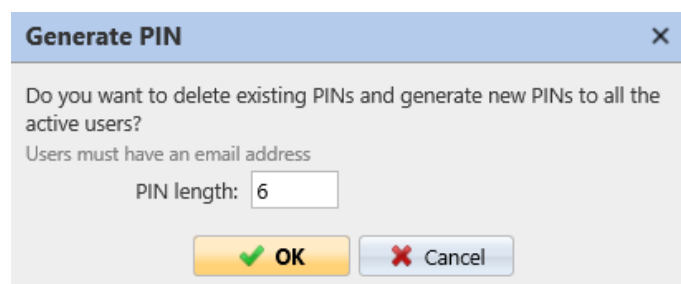 Generate PIN
Do you want to delete existing PINs and generate new PINs to all the
active users?
Users must have an email address
PIN length: 6
OK Cancel